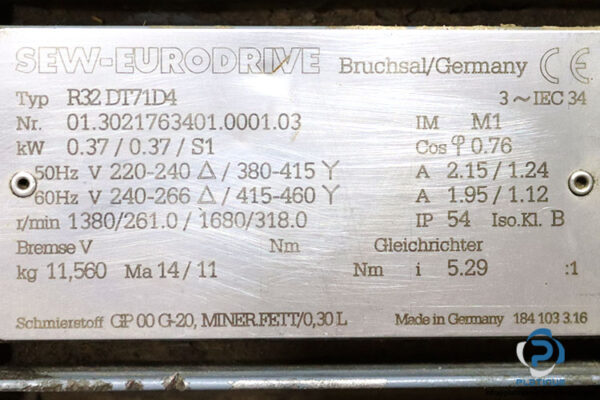 SEW-EURODRIVE Bruchsal/Germany CE
Typ R32 DT71D4 3~IEC 34
Nr. 01.3021763401.0001.03 IM M1
kW 0.37 / 0.37 / S1 Cos φ 0.76
50Hz V 220-240 Δ / 380-415 Y A 2.15 / 1.24
60Hz V 240-266 Δ / 415-460 Y A 1.95 / 1.12
r/min 1380/261.0 / 1680/318.0 IP 54 Iso.Kl. B
Bremse V Nm Gleichrichter
kg 11,560 Ma 14 / 11 Nm i 5.29 :1
Schmierstoff GP 00 G-20, MINER.FETT/0,30 L Made in Germany 184 103 3.16